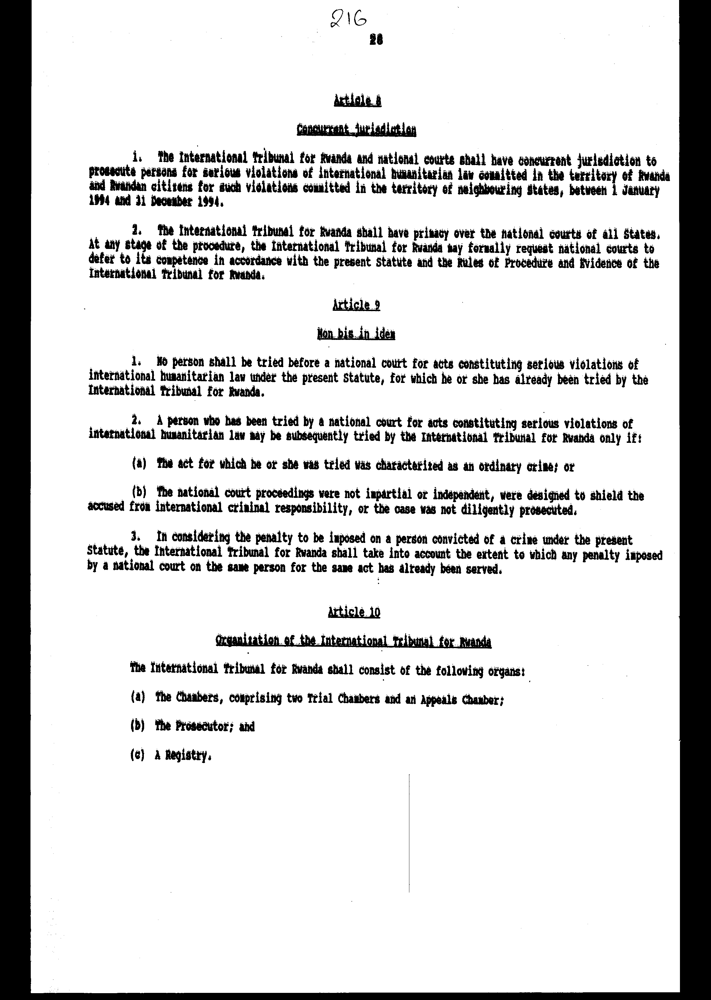 216
28
Article 8
Concurrent jurisdiction
1. The International Tribunal for Rwanda and national courts shall have concurrent jurisdiction to
prosecute persons for serious violations of international humanitarian law committed in the territory of Rwanda
and Rwandan citizens for such violations committed in the territory of neighbouring States, between 1 January
1994 and 31 December 1994.
2. The International Tribunal for Rwanda shall have primacy over the national courts of all States.
At any stage of the procedure, the International Tribunal for Rwanda may formally request national courts to
defer to its competence in accordance with the present Statute and the Rules of Procedure and Evidence of the
International Tribunal for Rwanda.
Article 9
Non bis in idem
1. No person shall be tried before a national court for acts constituting serious violations of
international humanitarian law under the present Statute, for which he or she has already been tried by the
International Tribunal for Rwanda.
2. A person who has been tried by a national court for acts constituting serious violations of
international humanitarian law may be subsequently tried by the International Tribunal for Rwanda only if:
(a) The act for which he or she was tried was characterized as an ordinary crime; or
(b) The national court proceedings were not impartial or independent, were designed to shield the
accused from international criminal responsibility, or the case was not diligently prosecuted.
3. In considering the penalty to be imposed on a person convicted of a crime under the present
Statute, the International Tribunal for Rwanda shall take into account the extent to which any penalty imposed
by a national court on the same person for the same act has already been served.
Article 10
Organization of the International Tribunal for Rwanda
The International Tribunal for Rwanda shall consist of the following organs:
(a) The Chambers, comprising two Trial Chambers and an Appeals Chamber;
(b) The Prosecutor; and
(c) A Registry.